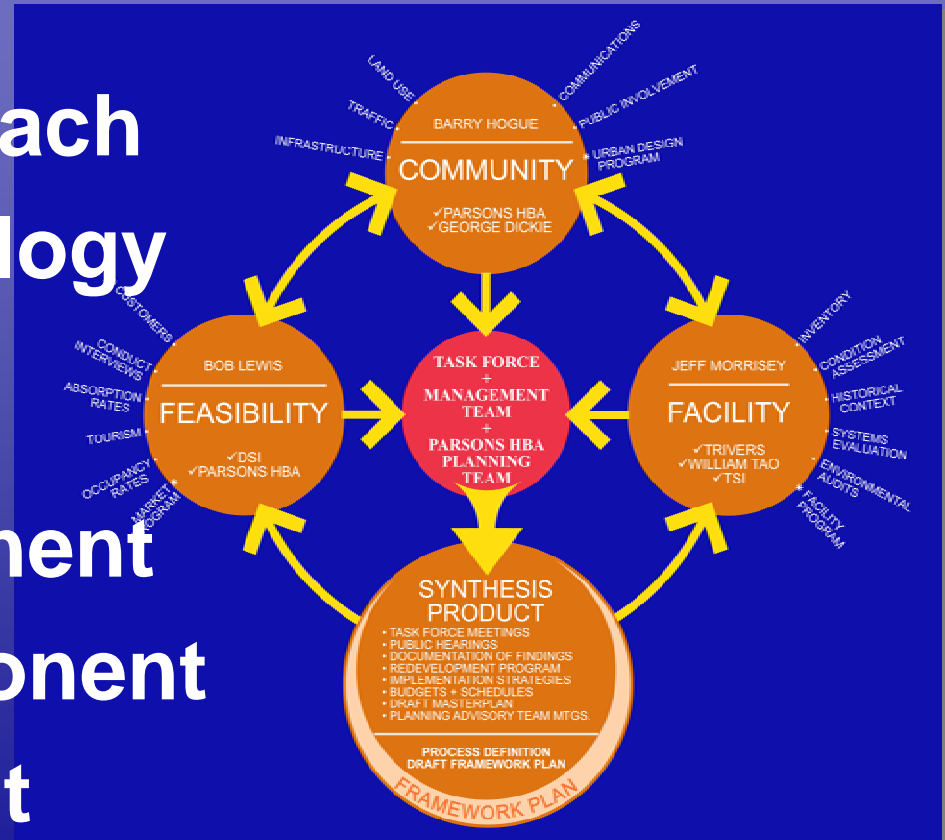 ach
logy
nent
onent
t
LAND USE
TRAFFIC
INFRASTRUCTURE
COMMUNICATIONS
PUBLIC INVOLVEMENT
URBAN DESIGN
PROGRAM
BARRY HOGUE
COMMUNITY
✓PARSONS HBA
✓GEORGE DICKIE
CUSTOMERS
CONDUCT
INTERVIEWS
ABSORPTION
RATES
TOURISM
OCCUPANCY
RATES
MARKET
BOB LEWIS
FEASIBILITY
✓DSI
✓PARSONS HBA
TASK FORCE
+
MANAGEMENT
TEAM
+
PARSONS HBA
PLANNING
TEAM
JEFF MORRISEY
FACILITY
✓TRIVERS
✓WILLIAM TAO
✓TSI
INVENTORY
CONDITION
ASSESSMENT
HISTORICAL
CONTEXT
SYSTEMS
EVALUATION
ENVIRONMENTAL
AUDITS
FACILITY
PROGRAM
SYNTHESIS
PRODUCT
• TASK FORCE MEETINGS
• PUBLIC HEARINGS
• DOCUMENTATION OF FINDINGS
• REDEVELOPMENT PROGRAM
• IMPLEMENTATION STRATEGIES
• BUDGETS + SCHEDULES
• DRAFT MASTERPLAN
• PLANNING ADVISORY TEAM MTGS.
PROCESS DEFINITION
DRAFT FRAMEWORK PLAN
FRAMEWORK PLAN